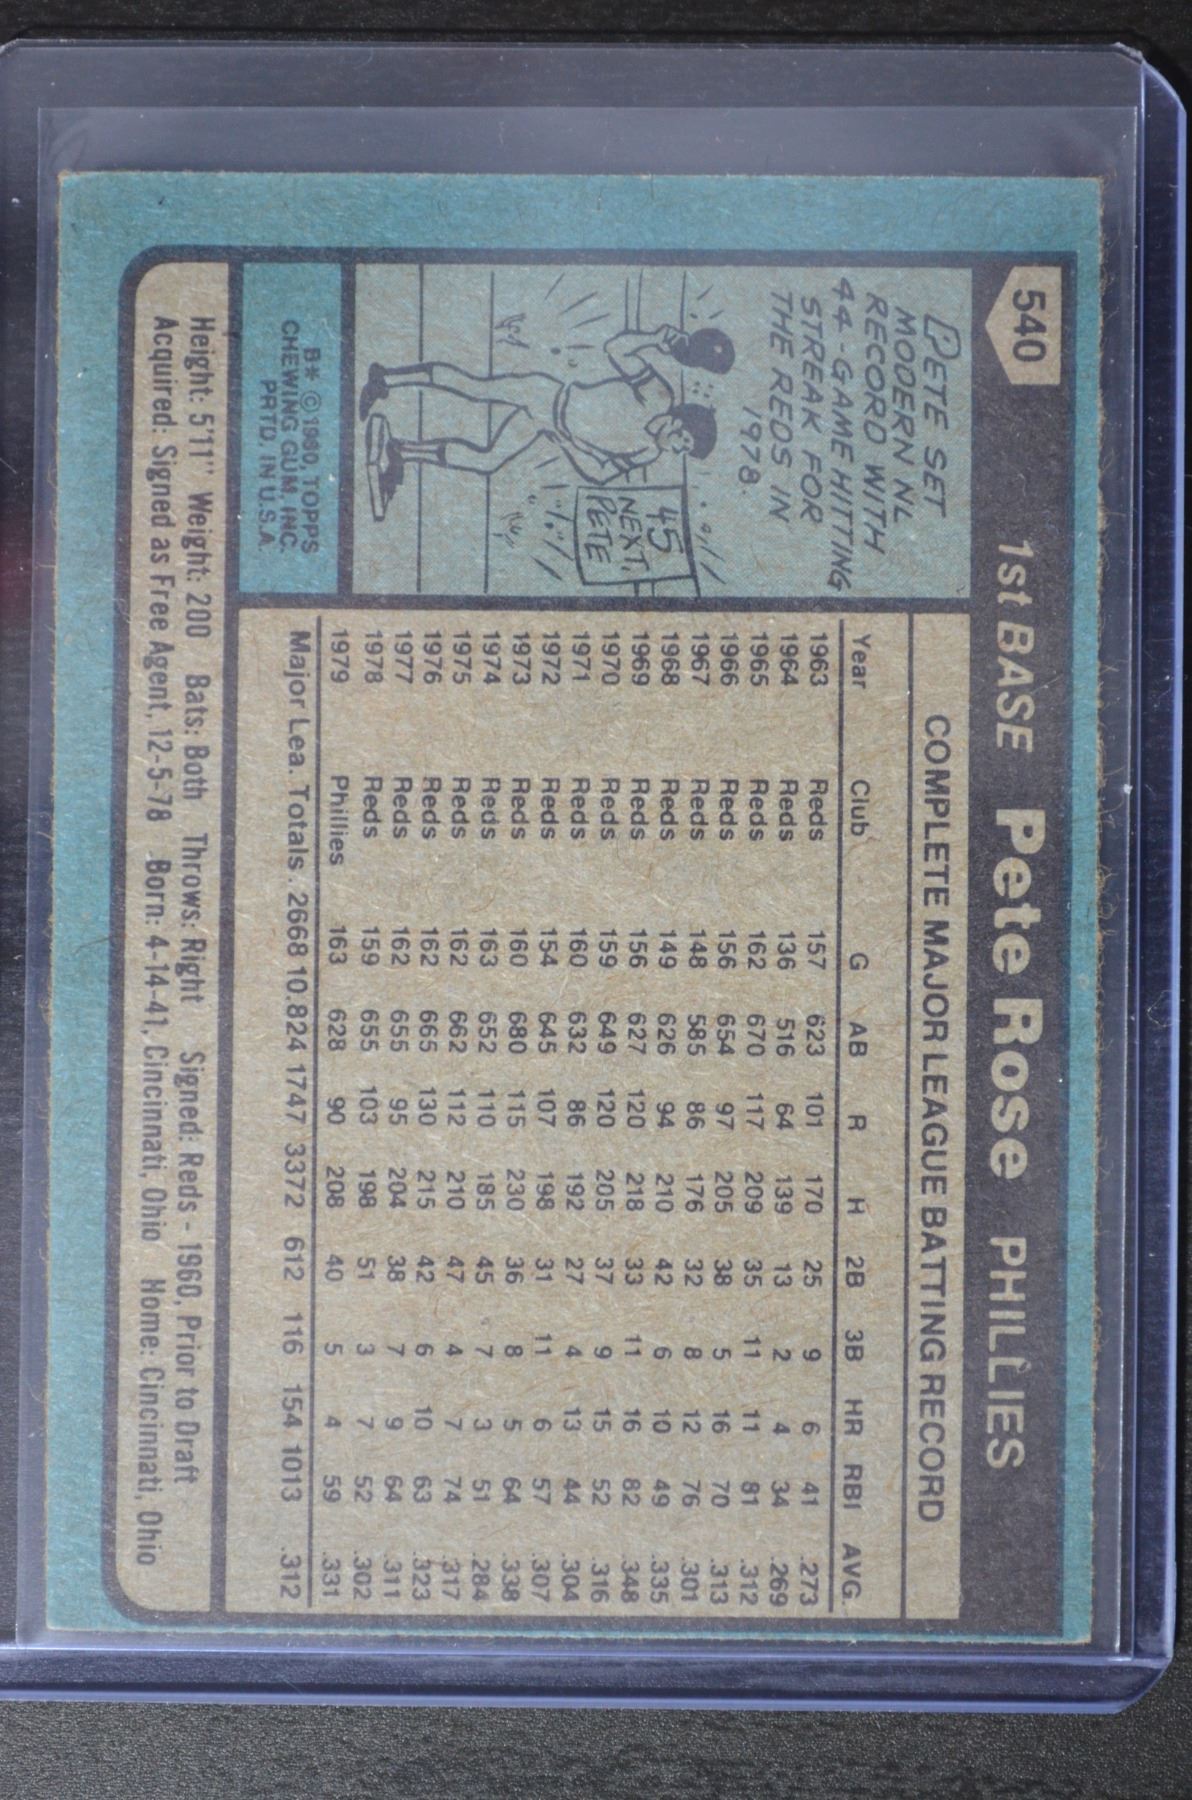 540 1st BASE Pete Rose PHILLIES
PETE SET
MODERN NL
RECORD WITH
44-GAME HITTING
STREAK FOR
THE REDS IN
1978.
45
NEXT,
PETE
B* © 1980, TOPPS
CHEWING GUM, INC.
PRTD. IN U.S.A.
COMPLETE MAJOR LEAGUE BATTING RECORD
Year Club G AB R H 2B 3B HR RBI AVG.
1963 Reds 157 623 101 170 25 9 6 41 .273
1964 Reds 136 516 64 139 13 2 4 34 .269
1965 Reds 162 670 117 209 35 11 11 81 .312
1966 Reds 156 654 97 205 38 5 16 70 .313
1967 Reds 148 585 86 176 32 8 12 76 .301
1968 Reds 149 626 94 210 42 6 10 49 .335
1969 Reds 156 627 120 218 33 11 16 82 .348
1970 Reds 159 649 120 205 37 9 15 52 .316
1971 Reds 160 632 86 192 27 4 13 44 .304
1972 Reds 154 645 107 198 31 11 6 57 .307
1973 Reds 160 680 115 230 36 8 5 64 .338
1974 Reds 163 652 110 185 45 7 3 51 .284
1975 Reds 162 662 112 210 47 4 7 74 .317
1976 Reds 162 665 130 215 42 6 10 63 .323
1977 Reds 162 655 95 204 38 7 9 64 .311
1978 Reds 159 655 103 198 51 3 7 52 .302
1979 Phillies 163 628 90 208 40 5 4 59 .331
Major Lea. Totals . 2668 10.824 1747 3372 612 116 154 1013 .312
Height: 5'11" Weight: 200 Bats: Both Throws: Right Signed: Reds - 1960, Prior to Draft
Acquired: Signed as Free Agent, 12-5-78 Born: 4-14-41, Cincinnati, Ohio Home: Cincinnati, Ohio